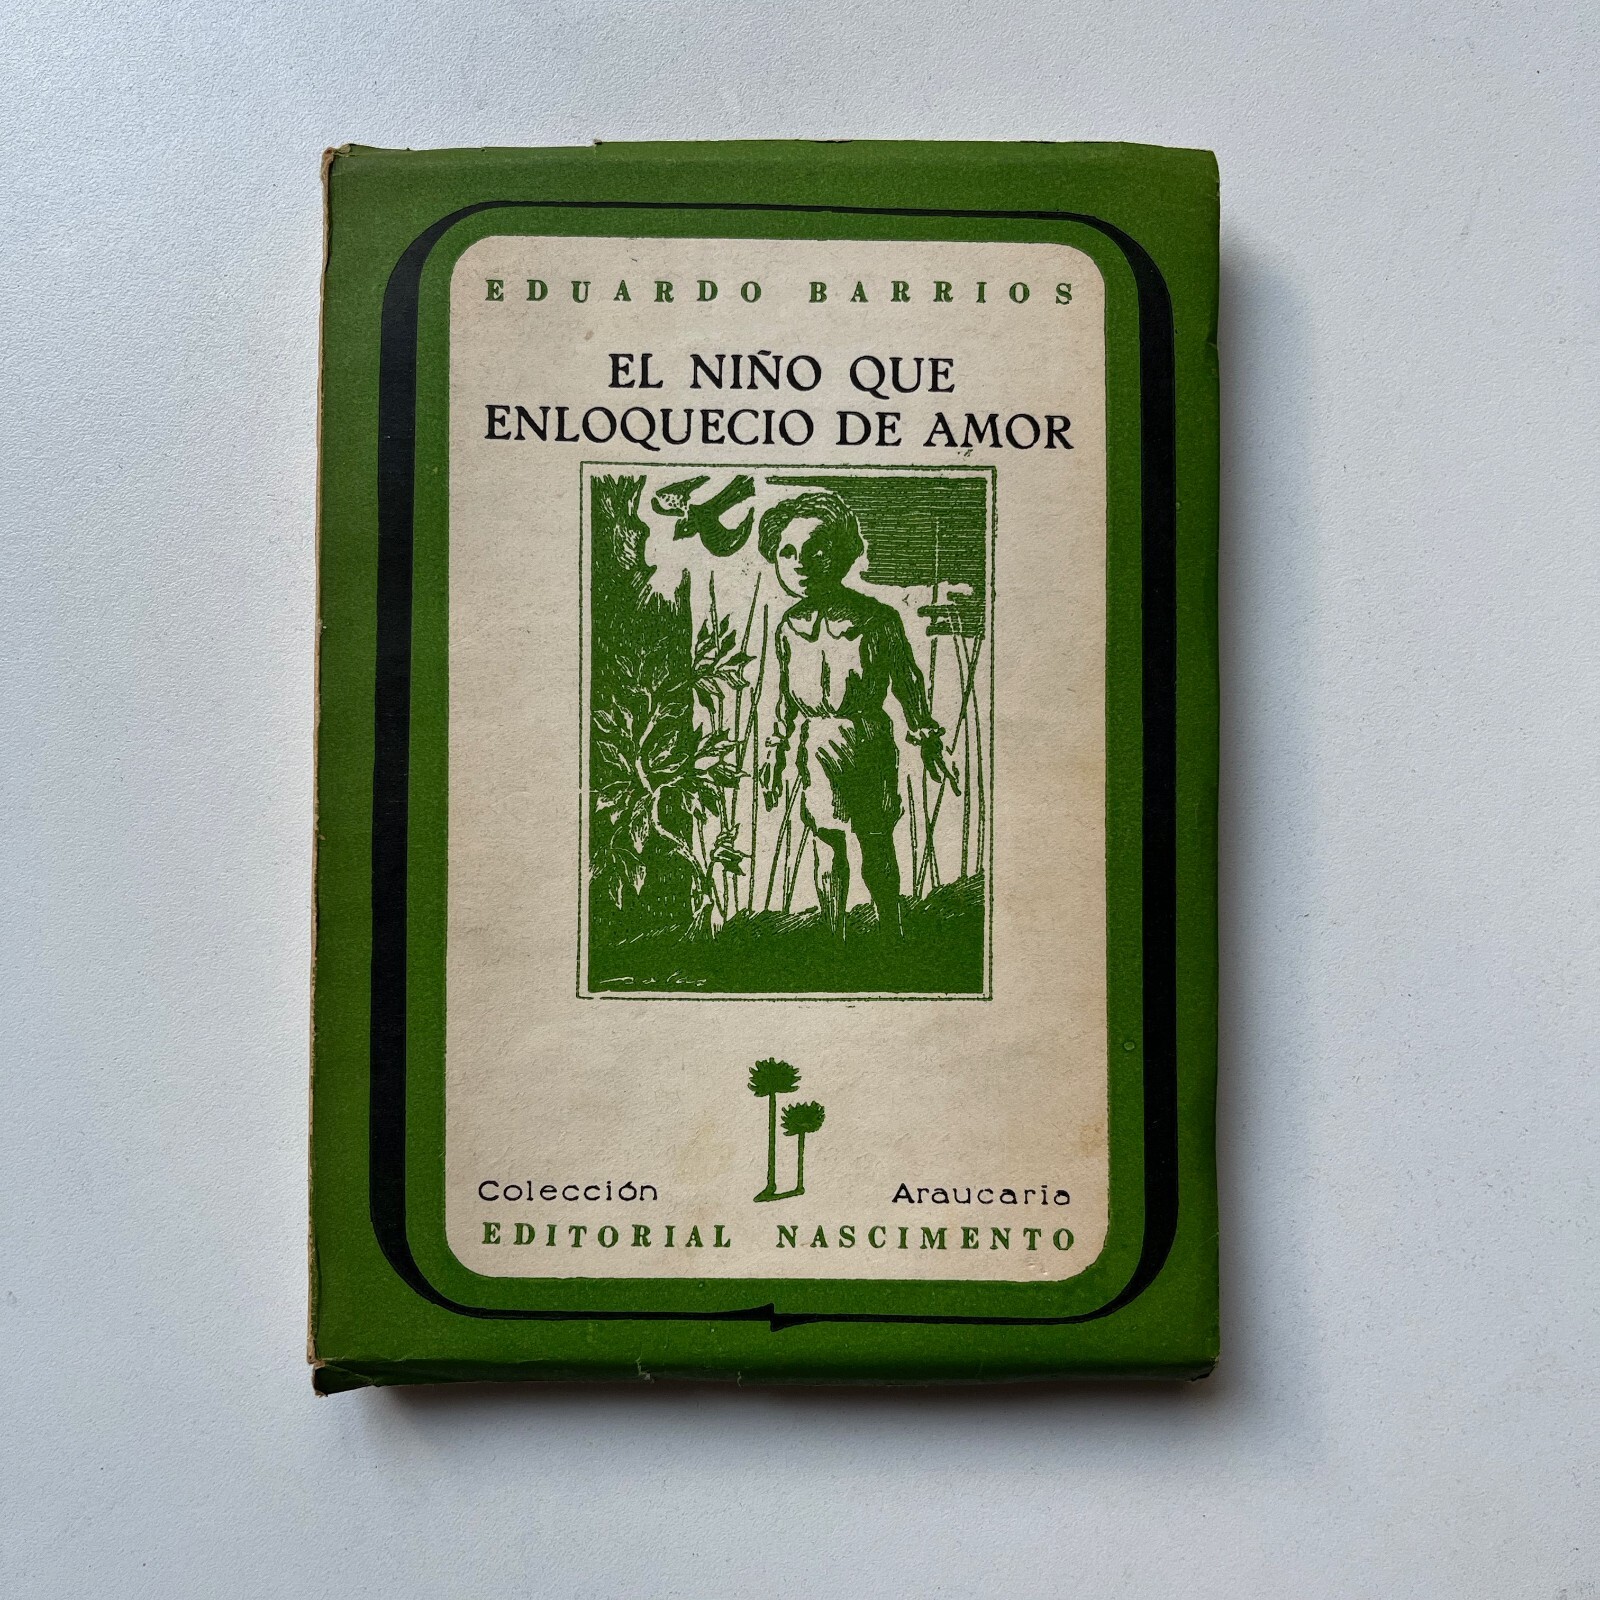 EDUARDO BARRIOS
EL NIÑO QUE
ENLOQUECIO DE AMOR
Colección Araucaria
EDITORIAL NASCIMENTO